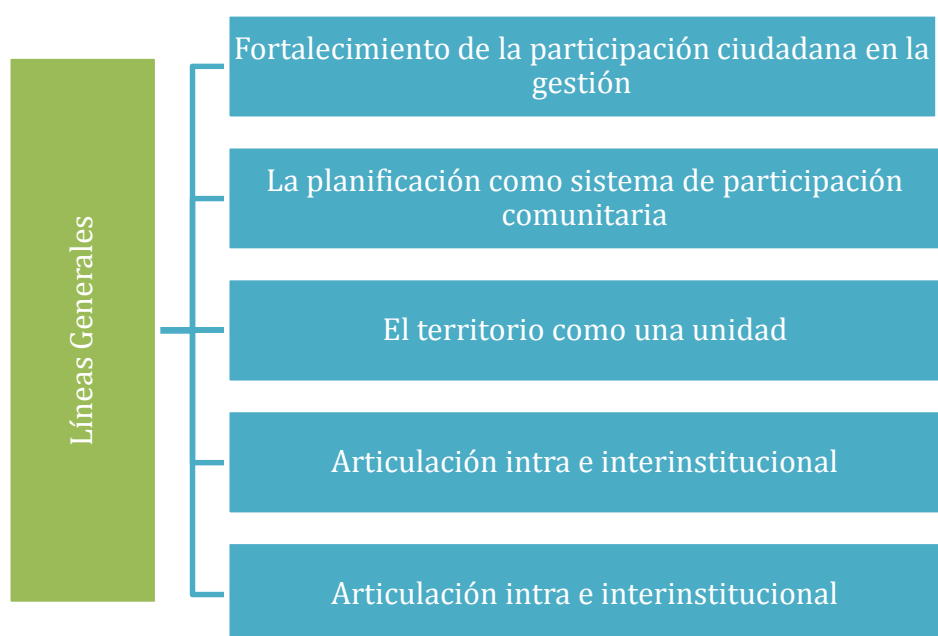 Líneas Generales
Fortalecimiento de la participación ciudadana en la
gestión
La planificación como sistema de participación
comunitaria
El territorio como una unidad
Articulación intra e interinstitucional
Articulación intra e interinstitucional